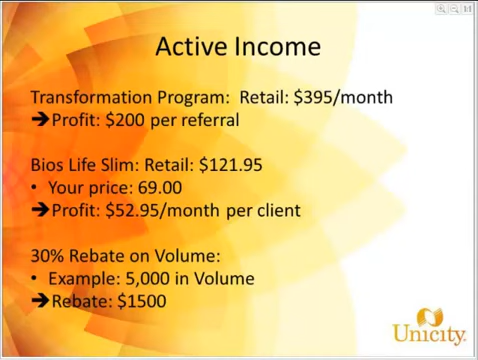 Active Income
Transformation Program: Retail: $395/month
➔Profit: $200 per referral
Bios Life Slim: Retail: $121.95
• Your price: 69.00
➔Profit: $52.95/month per client
30% Rebate on Volume:
• Example: 5,000 in Volume
➔Rebate: $1500
Unicity.